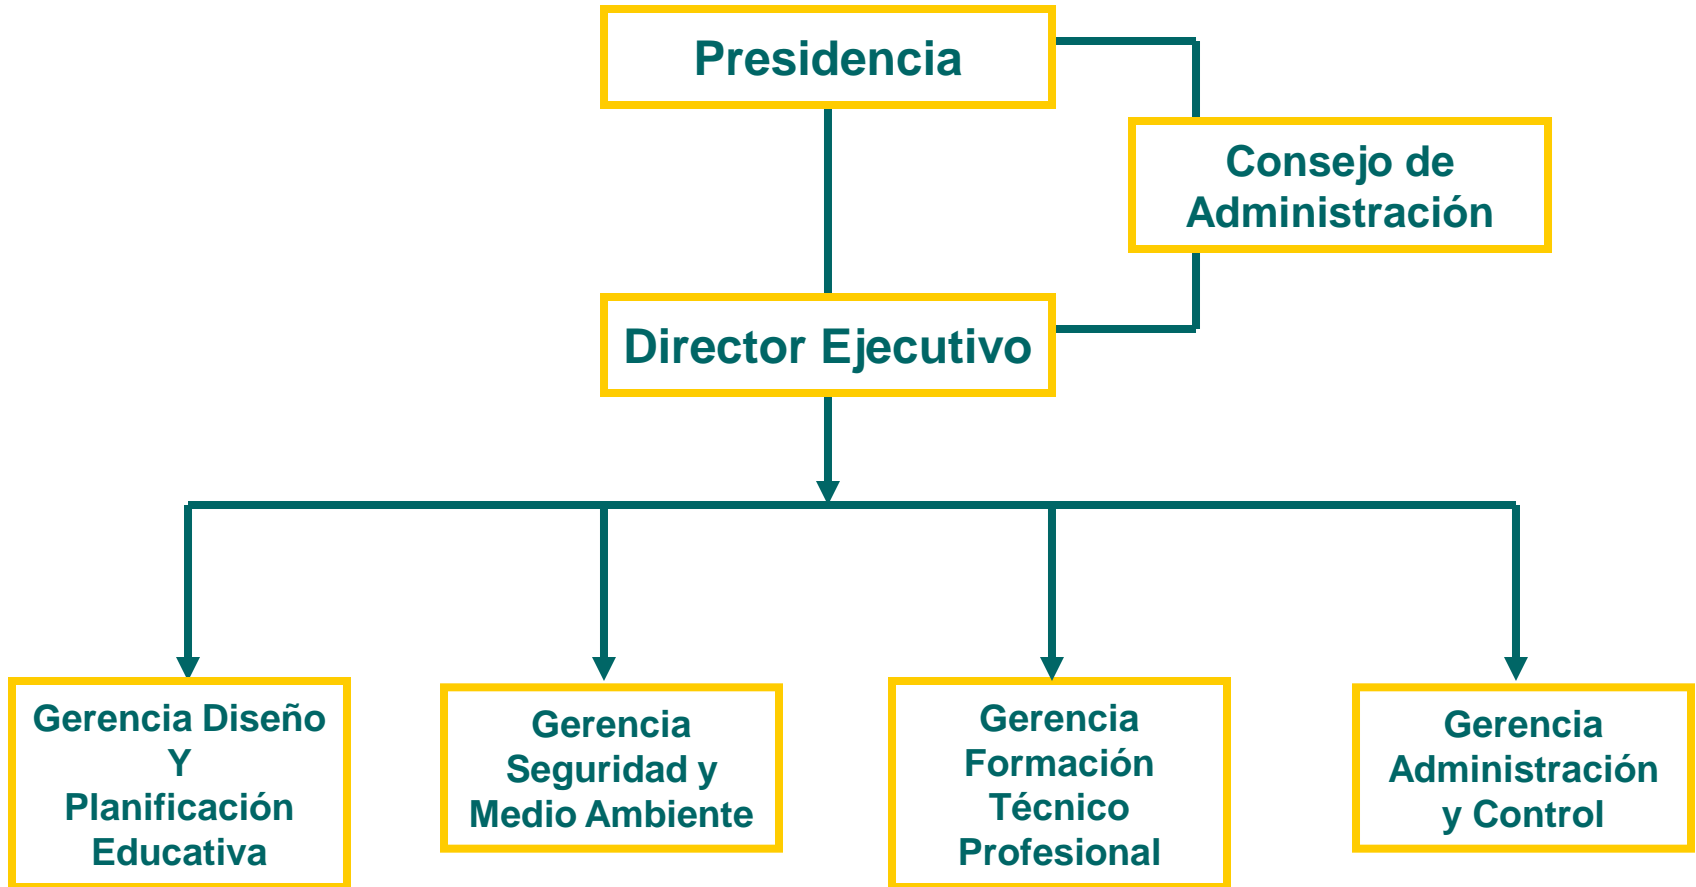 Presidencia
Consejo de
Administración
Director Ejecutivo
Gerencia Diseño
Y
Planificación
Educativa
Gerencia
Seguridad y
Medio Ambiente
Gerencia
Formación
Técnico
Profesional
Gerencia
Administración
y Control